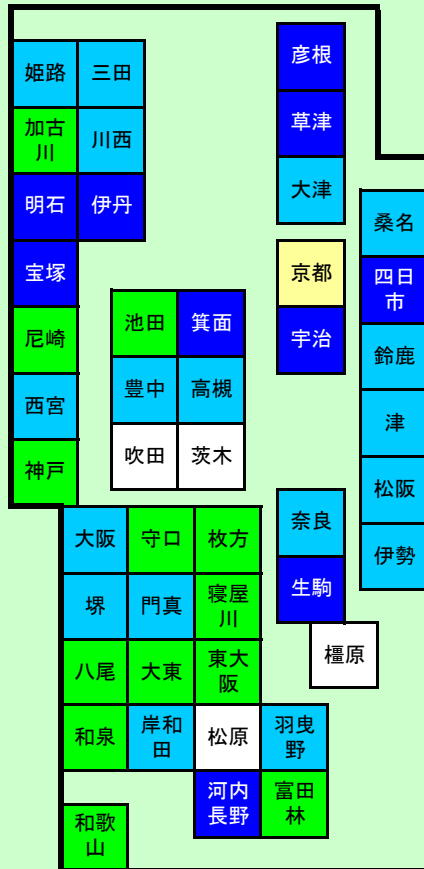 姫路
三田
加古
川
川西
明石
伊丹
宝塚
尼崎
西宮
神戸
池田
箕面
豊中
高槻
吹田
茨木
彦根
草津
大津
京都
宇治
桑名
四日
市
鈴鹿
津
松阪
伊勢
奈良
生駒
橿原
大阪
守口
枚方
堺
門真
寝屋
川
八尾
大東
東大
阪
和泉
岸和
田
松原
羽曳
野
河内
長野
富田
林
和歌
山